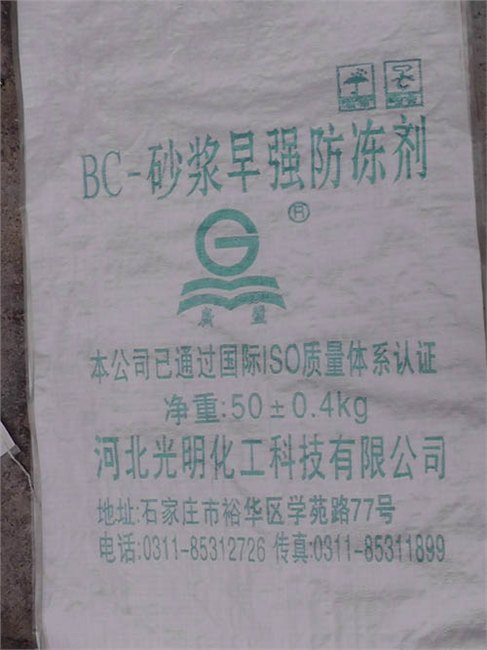 BC-砂浆早强防冻剂
G ®
本公司已通过国际ISO质量体系认证
净重:50±0.4kg
河北光明化工科技有限公司
地址:石家庄市裕华区学苑路77号
电话:0311-85312726 传真:0311-85311899